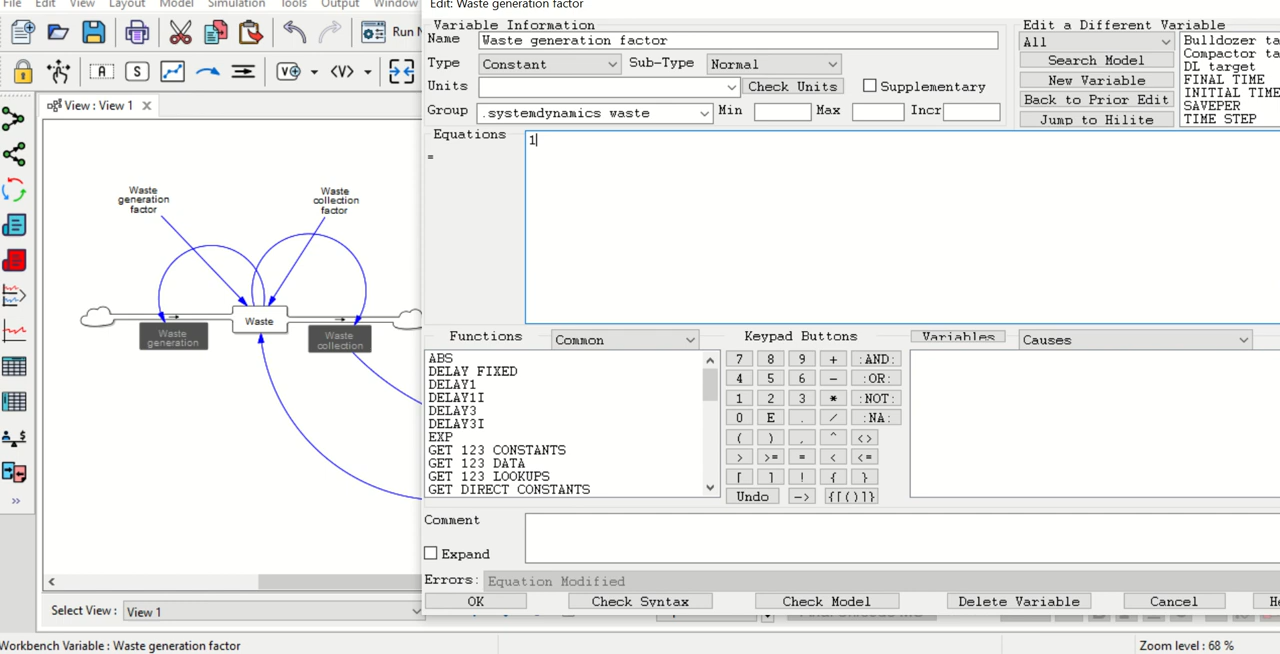 File Edit View Layout Model Simulation Tools Output Window
Edit: Waste generation factor
Run
View : View 1
Waste
generation
factor
Waste
collection
factor
Waste
generation
Waste
Waste
collection
Select View : View 1
Workbench Variable : Waste generation factor
Zoom level : 68 %
Variable Information
Name Waste generation factor
Type Constant Sub-Type Normal
Units Check Units Supplementary
Group .systemdynamics waste Min Max Incr
Edit a Different Variable
All
Search Model
New Variable
Back to Prior Edit
Jump to Hilite
Bulldozer ta
Compactor ta
DL target
FINAL TIME
INITIAL TIME
SAVEPER
TIME STEP
Equations
=
1
Functions Common
ABS
DELAY FIXED
DELAY1
DELAY1I
DELAY3
DELAY3I
EXP
GET 123 CONSTANTS
GET 123 DATA
GET 123 LOOKUPS
GET DIRECT CONSTANTS
Keypad Buttons
7 8 9 + :AND:
4 5 6 - :OR:
1 2 3 * :NOT:
0 E . / :NA:
( ) , ^ <>
> >= = < <=
[ ] ! { }
Undo -> {[()]}
Variables Causes
Comment
Expand
Errors: Equation Modified
OK Check Syntax Check Model Delete Variable Cancel